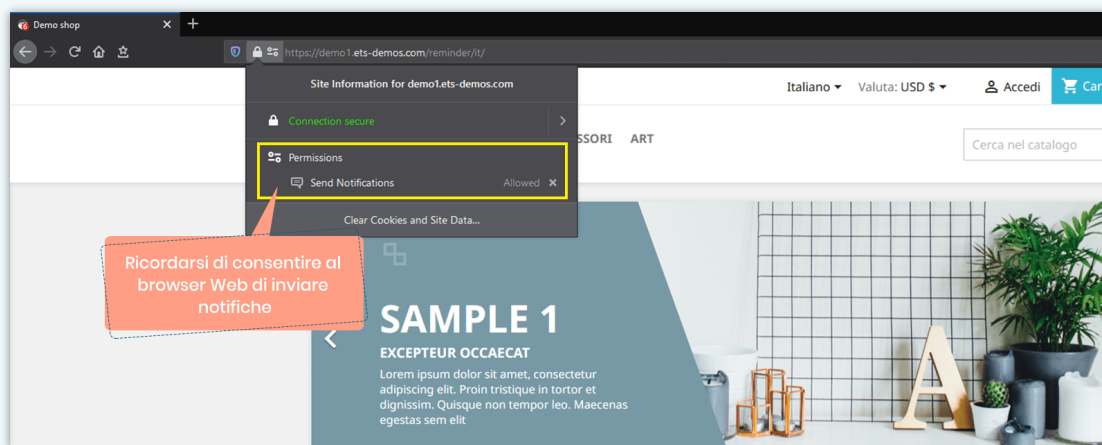 Demo shop
https://demo1.ets-demos.com/reminder/it/
Site Information for demo1.ets-demos.com
Italiano Valuta: USD $ Accedi Car
Connection secure
SSORI ART
Cerca nel catalogo
Permissions
Send Notifications Allowed
Clear Cookies and Site Data...
Ricordarsi di consentire al
browser Web di inviare
notifiche
SAMPLE 1
EXCEPTEUR OCCAECAT
Lorem ipsum dolor sit amet, consectetur
adipiscing elit. Proin tristique in tortor et
dignissim. Quisque non tempor leo. Maecenas
egestas sem elit
A